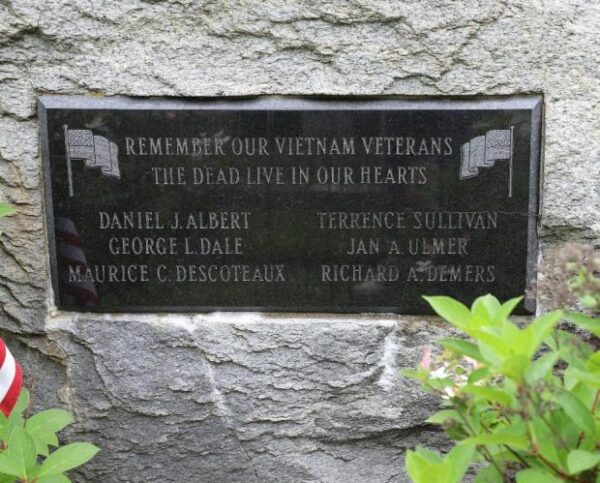 REMEMBER OUR VIETNAM VETERANS
THE DEAD LIVE IN OUR HEARTS
DANIEL J. ALBERT
GEORGE L. DALE
MAURICE C. DESCOTEAUX
TERRENCE SULLIVAN
JAN A. ULMER
RICHARD A. DEMERS